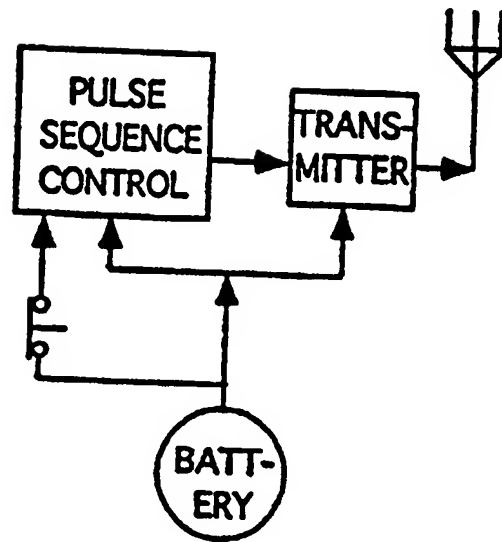 PULSE
SEQUENCE
CONTROL
TRANS-
MITTER
BATT-
ERY